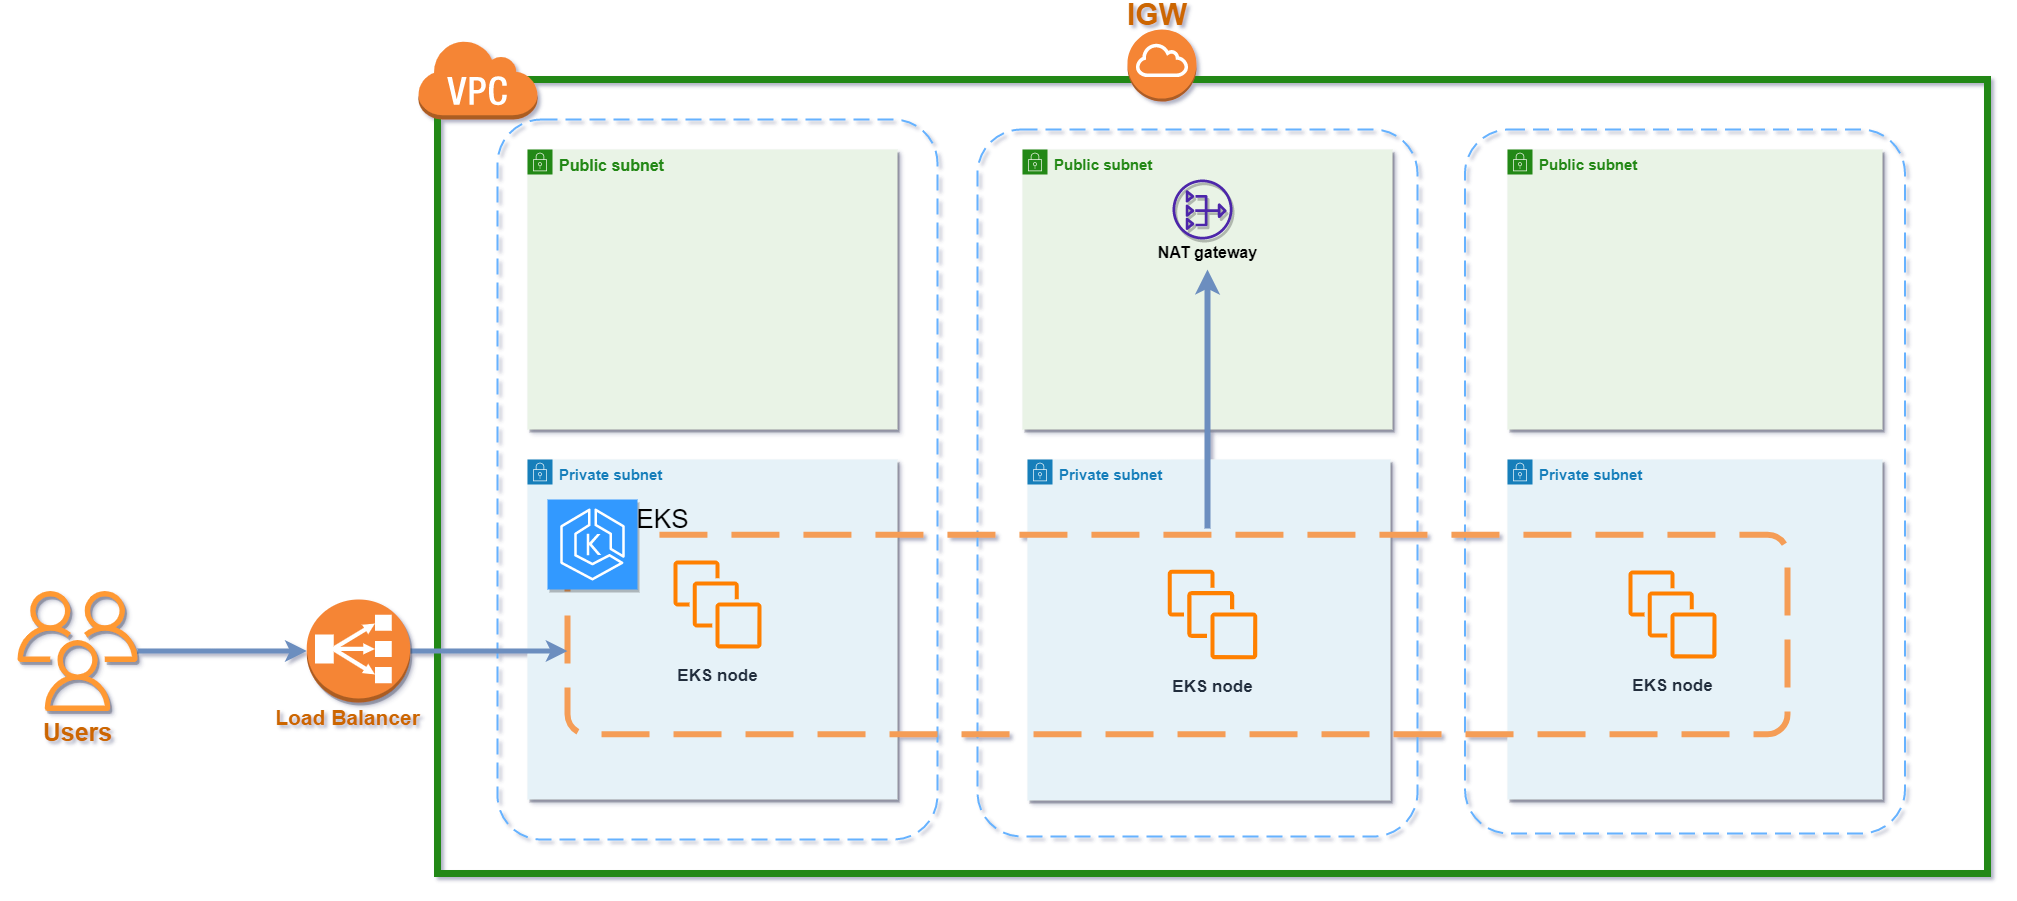 IGW
VPC
Public subnet
Public subnet
NAT gateway
Public subnet
Private subnet
EKS
K
EKS node
Private subnet
EKS node
Private subnet
EKS node
Users
Load Balancer